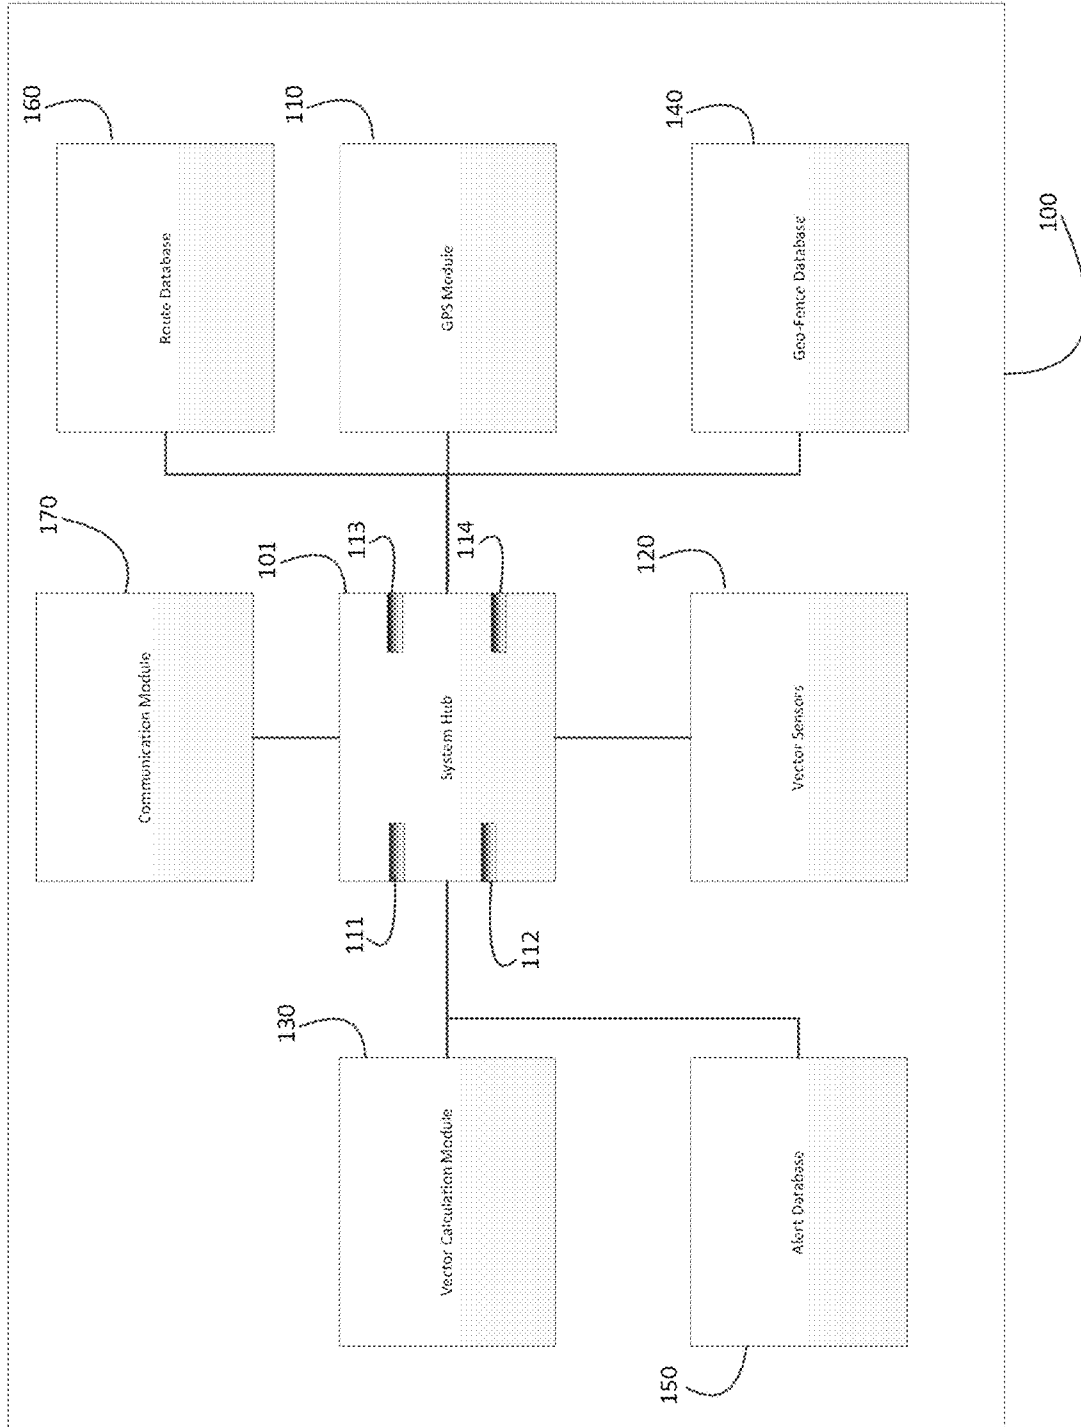 170
160
Communication Module
Route Database
130
101
110
111
113
Vector Calculation Module
System Hub
GPS Module
114
112
150
120
140
Alert Database
Vector Sensors
Geo-Fence Database
100